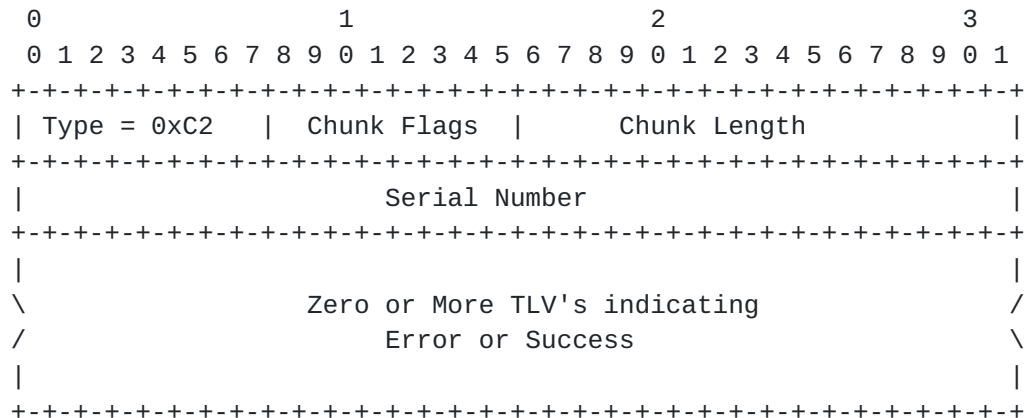 0                   1                   2                   3
 0 1 2 3 4 5 6 7 8 9 0 1 2 3 4 5 6 7 8 9 0 1 2 3 4 5 6 7 8 9 0 1
+-+-+-+-+-+-+-+-+-+-+-+-+-+-+-+-+-+-+-+-+-+-+-+-+-+-+-+-+-+-+-+-+
| Type = 0xC2   |  Chunk Flags  |      Chunk Length             |
+-+-+-+-+-+-+-+-+-+-+-+-+-+-+-+-+-+-+-+-+-+-+-+-+-+-+-+-+-+-+-+-+
|                       Serial Number                           |
+-+-+-+-+-+-+-+-+-+-+-+-+-+-+-+-+-+-+-+-+-+-+-+-+-+-+-+-+-+-+-+-+
|                                                               |
\                  Zero or More TLV's indicating                /
/                       Error or Success                        \
|                                                               |
+-+-+-+-+-+-+-+-+-+-+-+-+-+-+-+-+-+-+-+-+-+-+-+-+-+-+-+-+-+-+-+-+